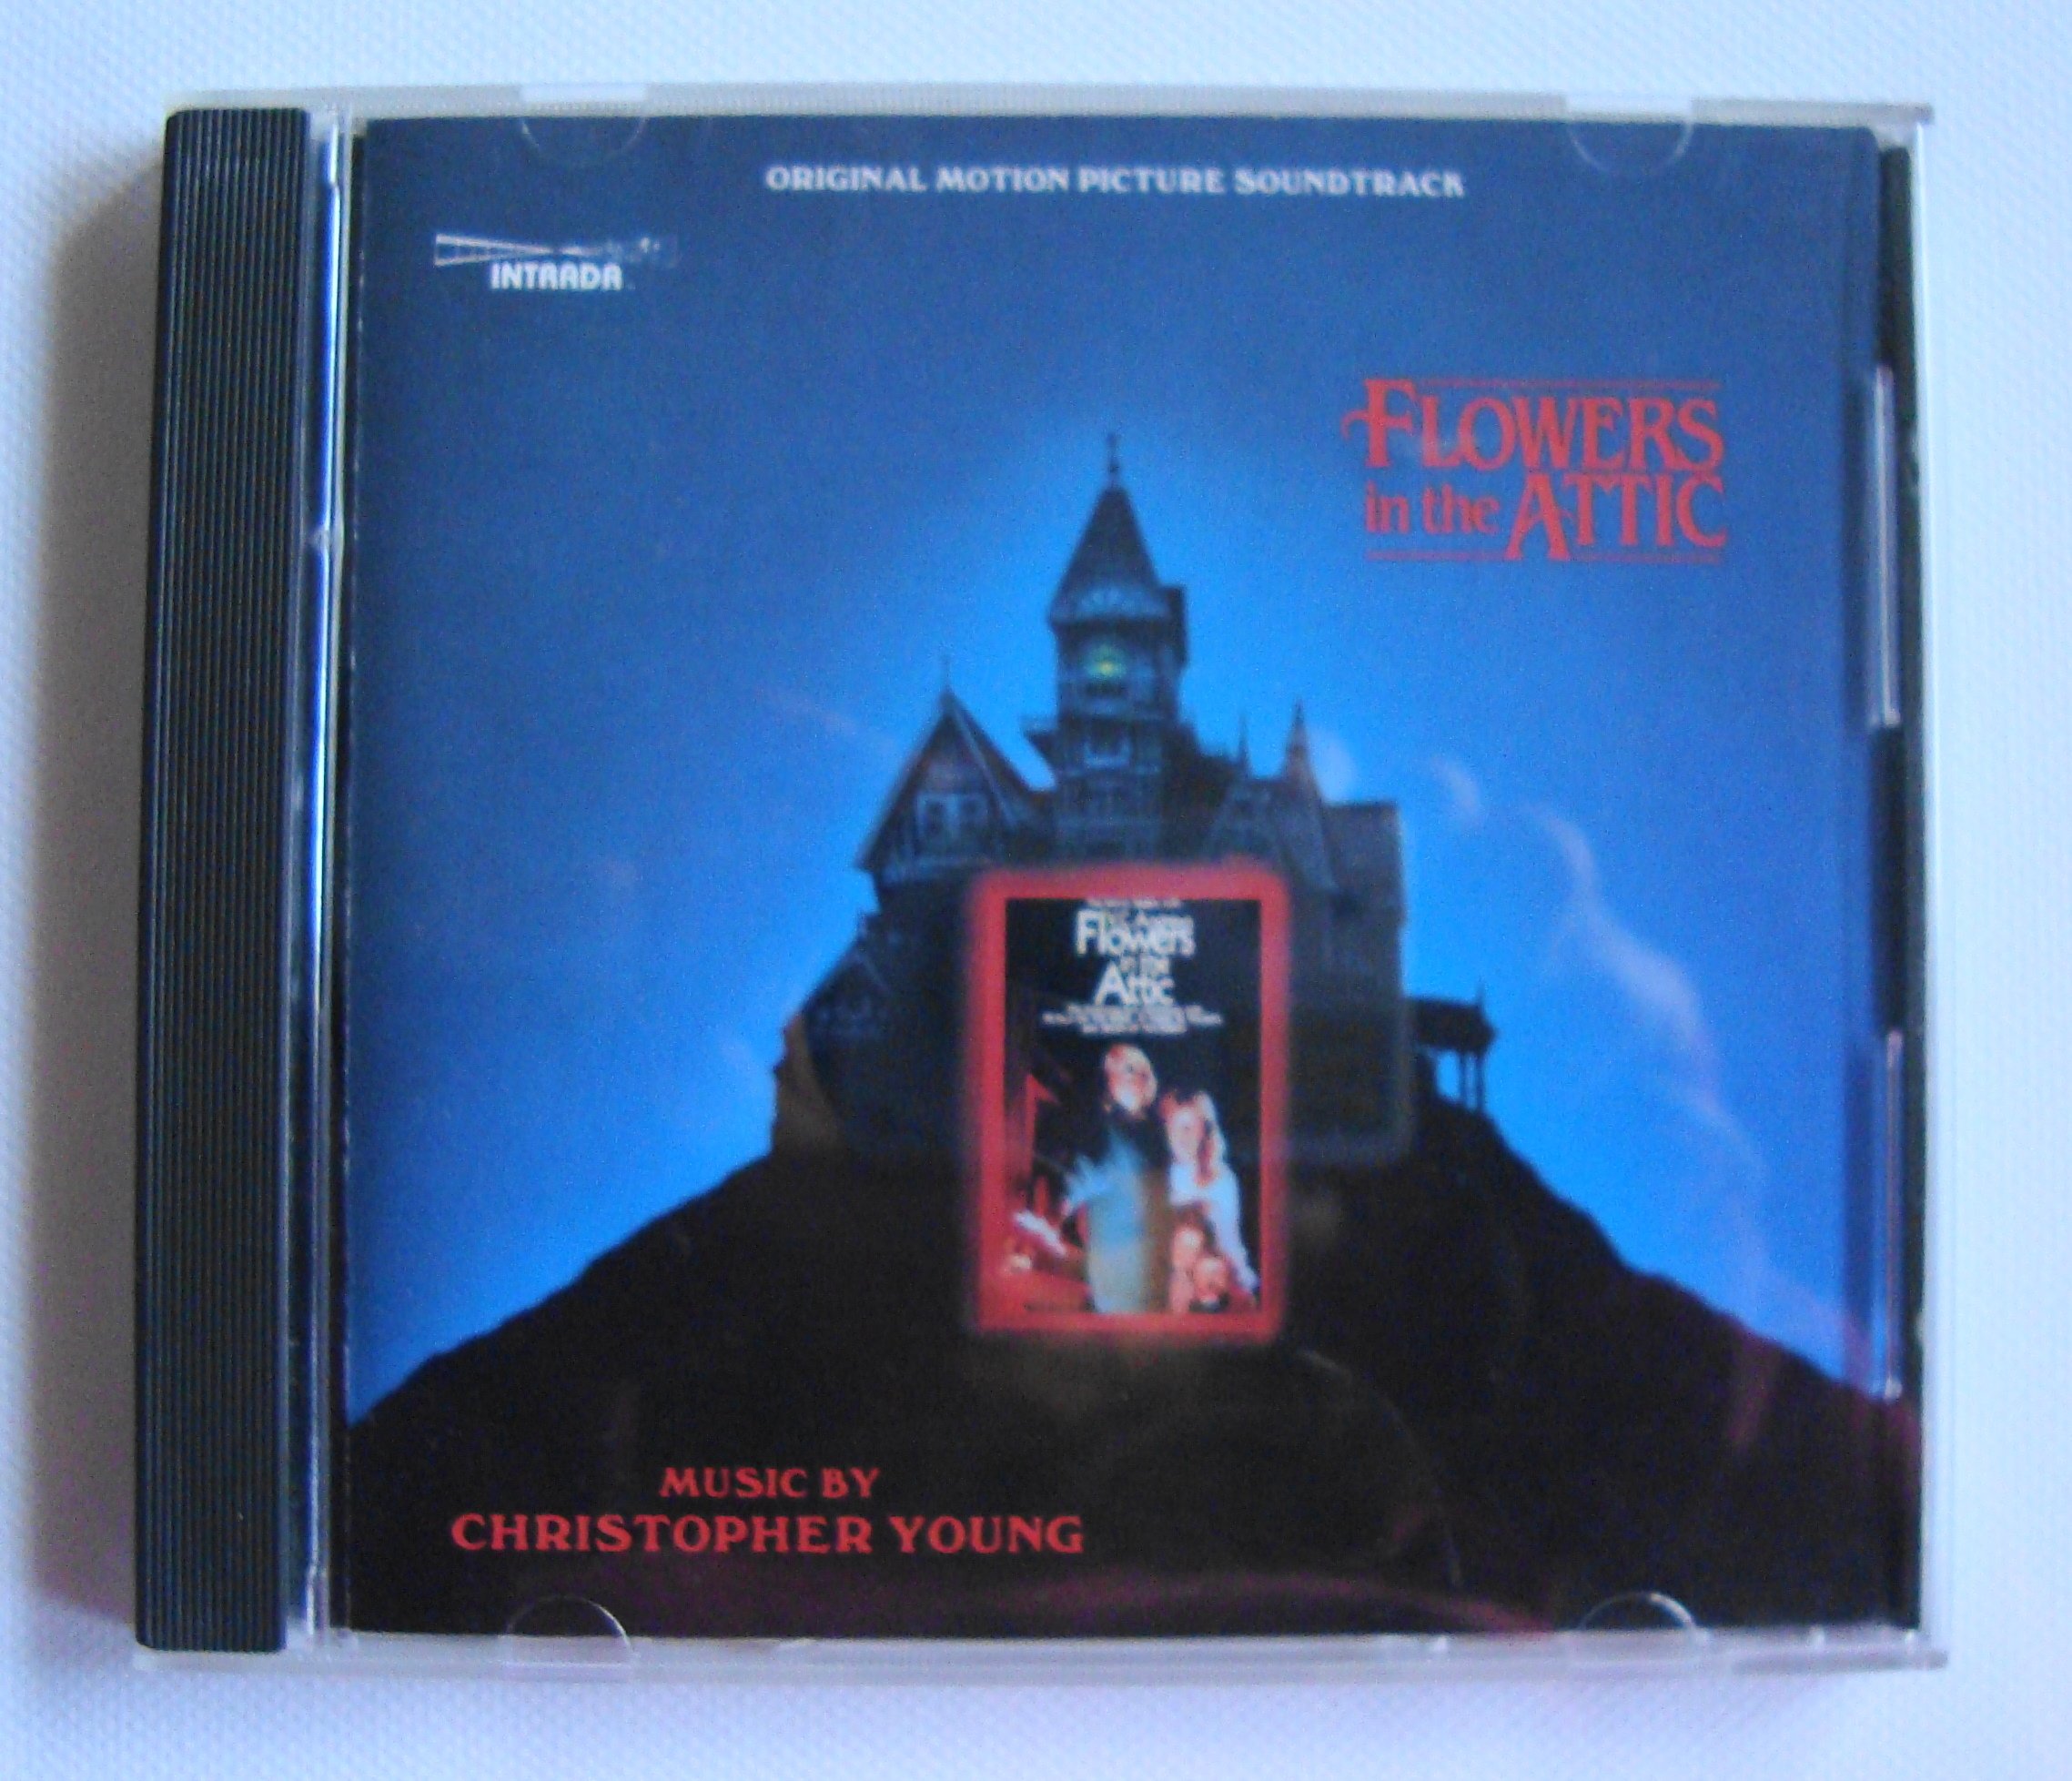 ORIGINAL MOTION PICTURE SOUNDTRACK
INTRADA
FLOWERS
in the ATTIC
Flowers
in the
Attic
MUSIC BY
CHRISTOPHER YOUNG